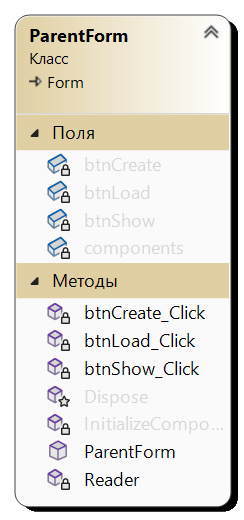 ParentForm
Класс
Form
Поля
btnCreate
btnLoad
btnShow
components
Методы
btnCreate_Click
btnLoad_Click
btnShow_Click
Dispose
InitializeCompo...
ParentForm
Reader